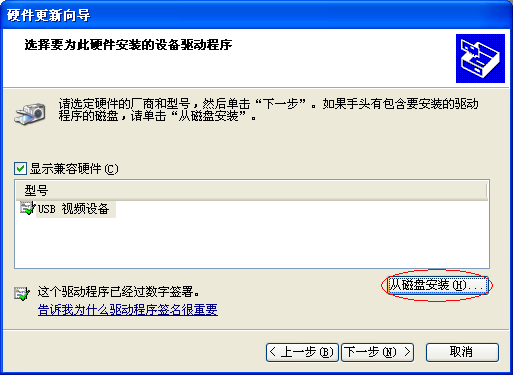 硬件更新向导
选择要为此硬件安装的设备驱动程序
请选定硬件的厂商和型号，然后单击“下一步”。如果手头有包含要安装的驱动
程序的磁盘，请单击“从磁盘安装”。
显示兼容硬件(C)
型号
USB 视频设备
从磁盘安装(H)...
这个驱动程序已经过数字签署。
告诉我为什么驱动程序签名很重要
< 上一步(B) 下一步(N) > 取消